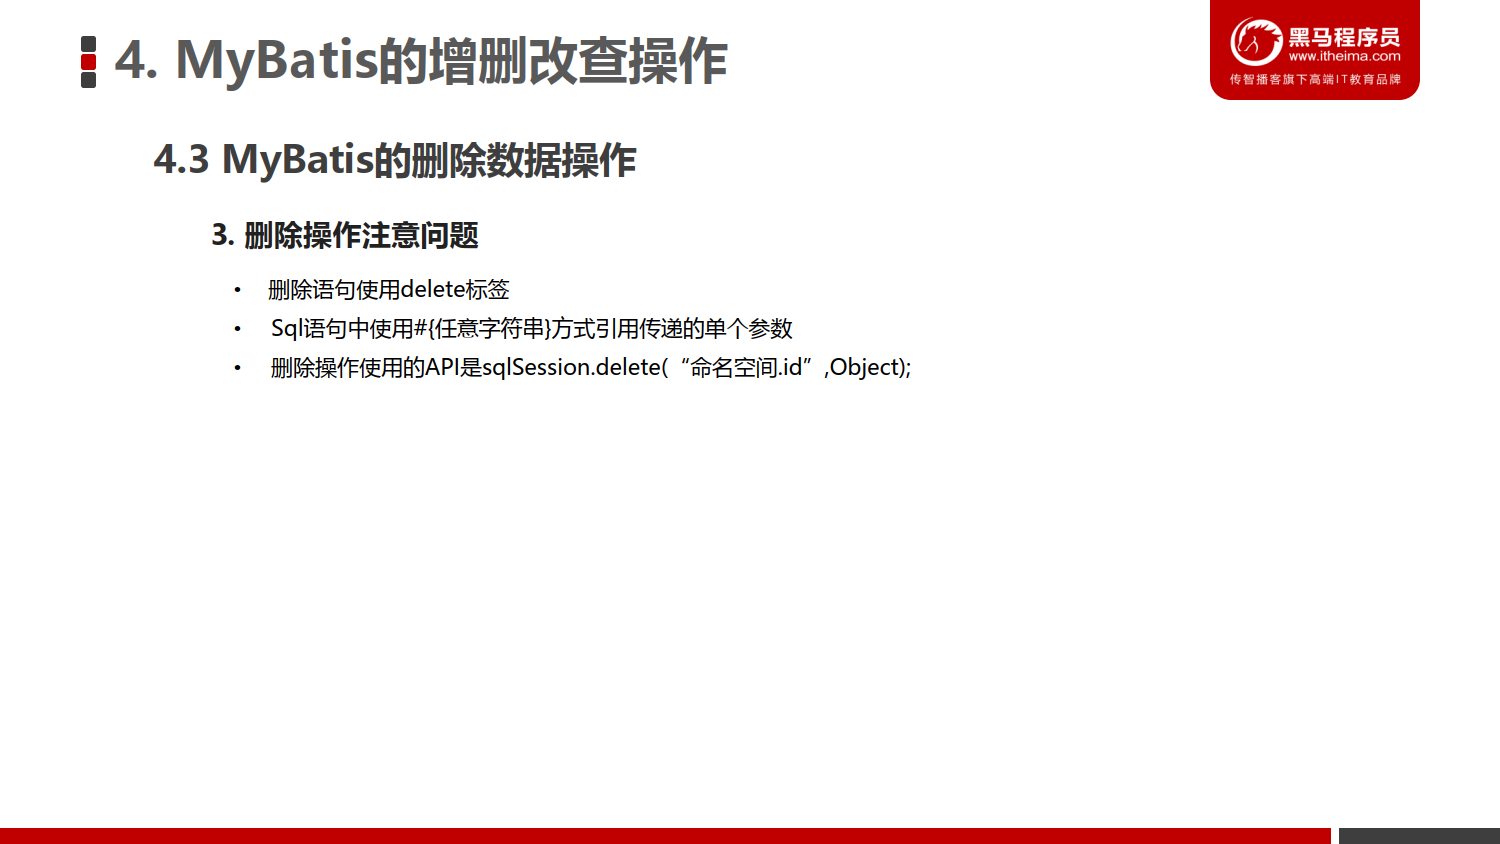 4. MyBatis的增删改查操作
黑马程序员
www.itheima.com
传智播客旗下高端IT教育品牌
4.3 MyBatis的删除数据操作
3. 删除操作注意问题
• 删除语句使用delete标签
• Sql语句中使用#{任意字符串}方式引用传递的单个参数
• 删除操作使用的API是sqlSession.delete(“命名空间.id”,Object);